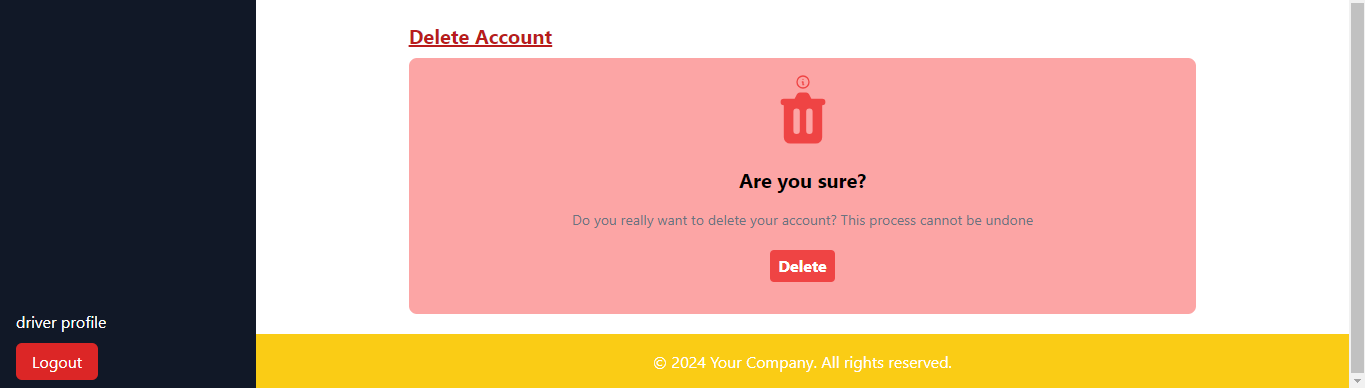 Delete Account
Are you sure?
Do you really want to delete your account? This process cannot be undone
Delete
driver profile
Logout
© 2024 Your Company. All rights reserved.